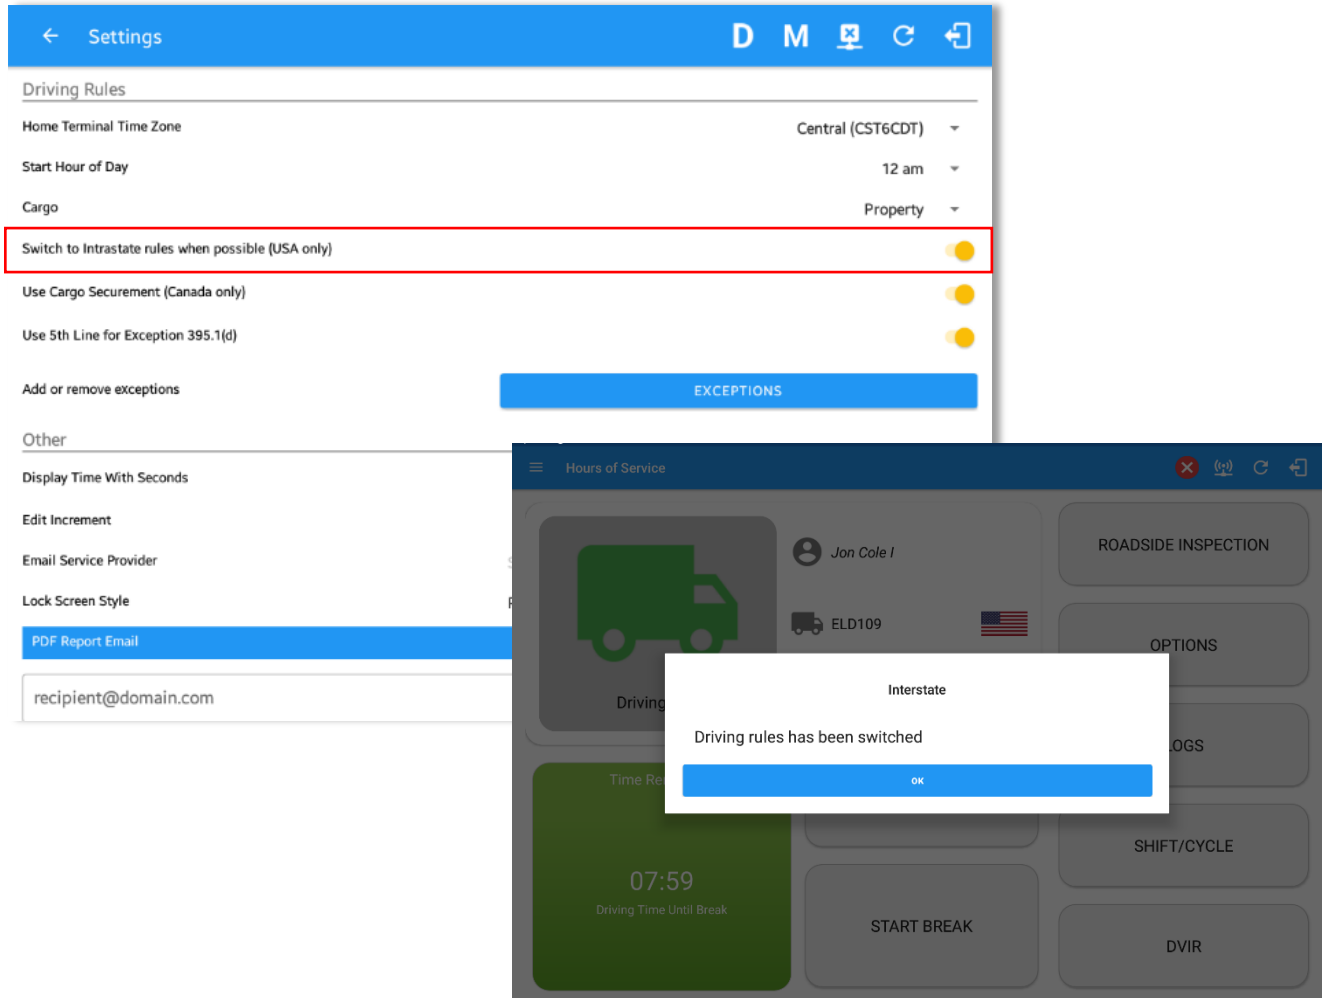 Settings
D M
Driving Rules
Home Terminal Time Zone Central (CST6CDT)
Start Hour of Day 12 am
Cargo Property
Switch to Intrastate rules when possible (USA only)
Use Cargo Securement (Canada only)
Use 5th Line for Exception 395.1(d)
Add or remove exceptions EXCEPTIONS
Other
Display Time With Seconds
Edit Increment
Email Service Provider
Lock Screen Style
PDF Report Email
recipient@domain.com
Hours of Service
Jon Cole I
ELD109
Driving
ROADSIDE INSPECTION
OPTIONS
Interstate
Driving rules has been switched
OK
LOGS
Time Re
07:59
Driving Time Until Break
START BREAK
SHIFT/CYCLE
DVIR